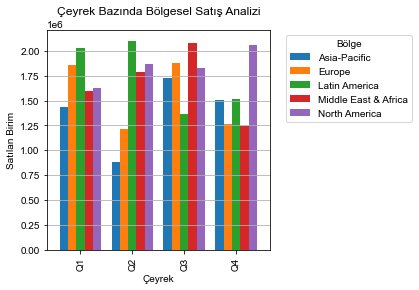 Çeyrek Bazında Bölgesel Satış Analizi
1e6
2.00
1.75
1.50
1.25
1.00
0.75
0.50
0.25
0.00
Satılan Birim
Q1
Q2
Q3
Q4
Çeyrek
Bölge
Asia-Pacific
Europe
Latin America
Middle East & Africa
North America